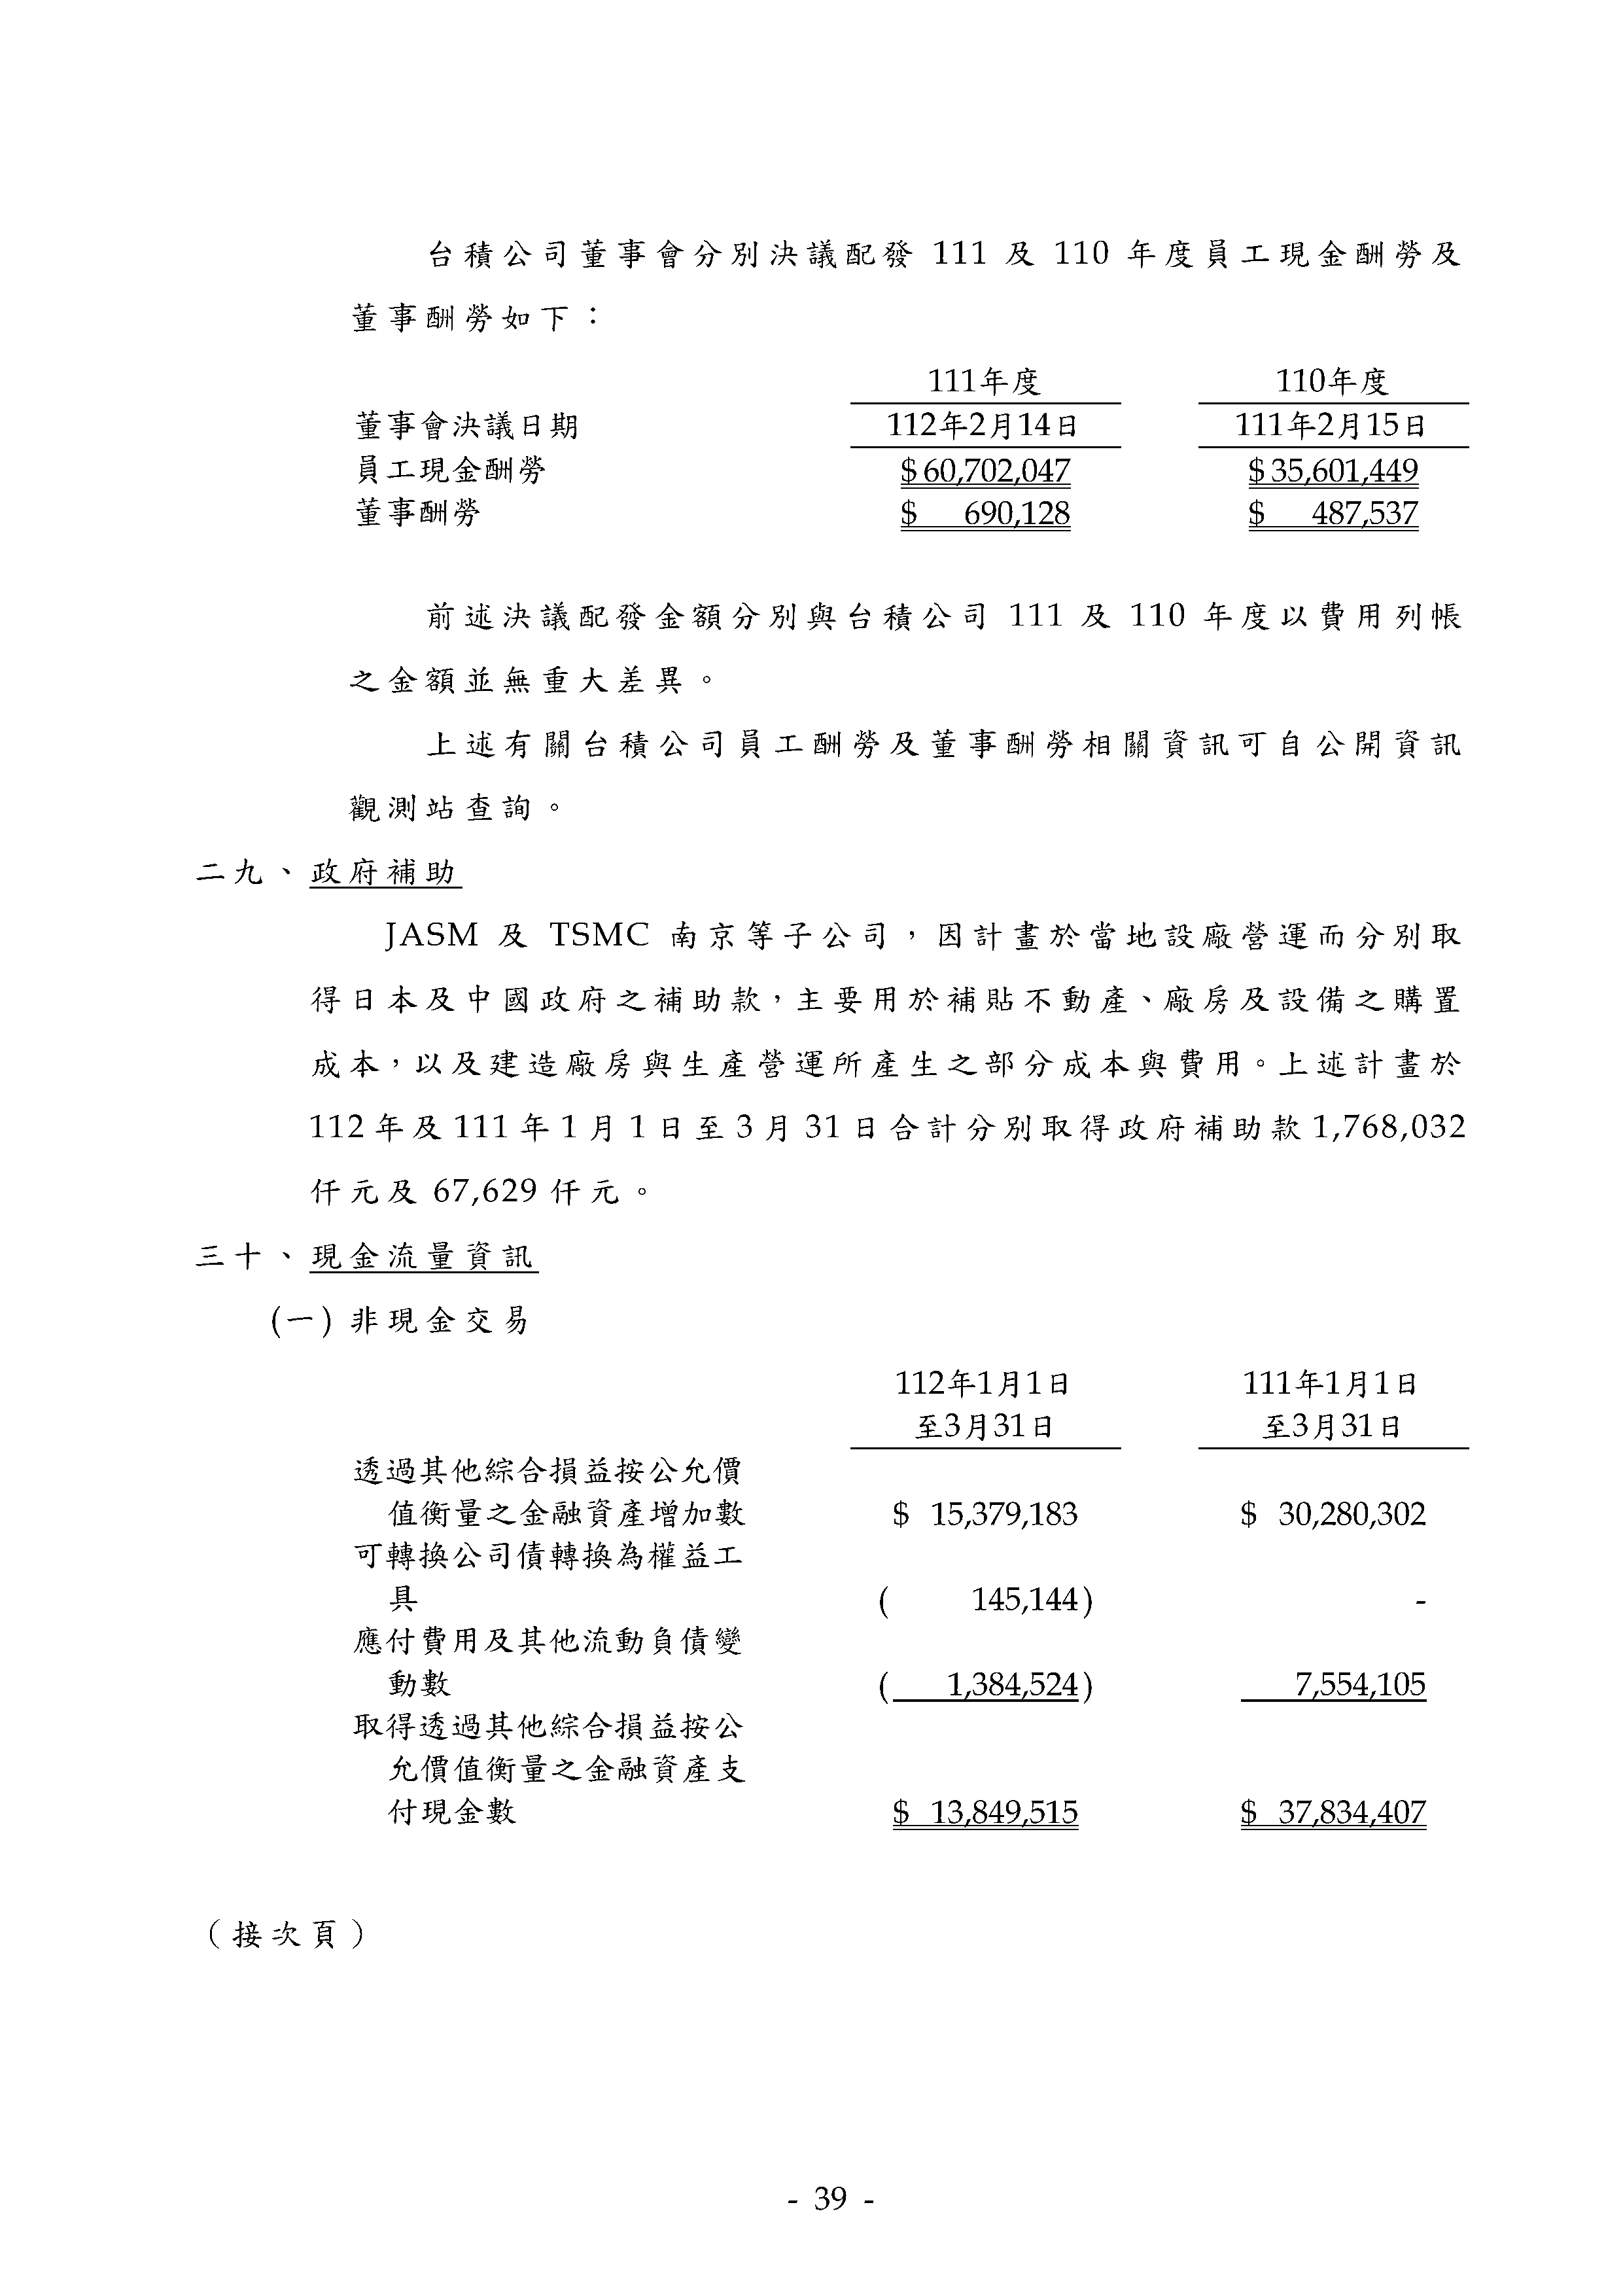 台積公司董事會分別決議配發 111 及 110 年度員工現金酬勞及
董事酬勞如下：
111年度 110年度
董事會決議日期 112年2月14日 111年2月15日
員工現金酬勞 $60,702,047 $35,601,449
董事酬勞 $ 690,128 $ 487,537
前述決議配發金額分別與台積公司 111 及 110 年度以費用列帳
之金額並無重大差異。
上述有關台積公司員工酬勞及董事酬勞相關資訊可自公開資訊
觀測站查詢。
二九、政府補助
JASM 及 TSMC 南京等子公司，因計畫於當地設廠營運而分別取
得日本及中國政府之補助款，主要用於補貼不動產、廠房及設備之購置
成本，以及建造廠房與生產營運所產生之部分成本與費用。上述計畫於
112 年及 111 年 1 月 1 日至 3 月 31 日合計分別取得政府補助款 1,768,032
仟元及 67,629 仟元。
三十、現金流量資訊
(一) 非現金交易
112年1月1日 111年1月1日
至3月31日 至3月31日
透過其他綜合損益按公允價
值衡量之金融資產增加數 $ 15,379,183 $ 30,280,302
可轉換公司債轉換為權益工
具 ( 145,144) -
應付費用及其他流動負債變
動數 ( 1,384,524) 7,554,105
取得透過其他綜合損益按公
允價值衡量之金融資產支
付現金數 $ 13,849,515 $ 37,834,407
（接次頁）
- 39 -